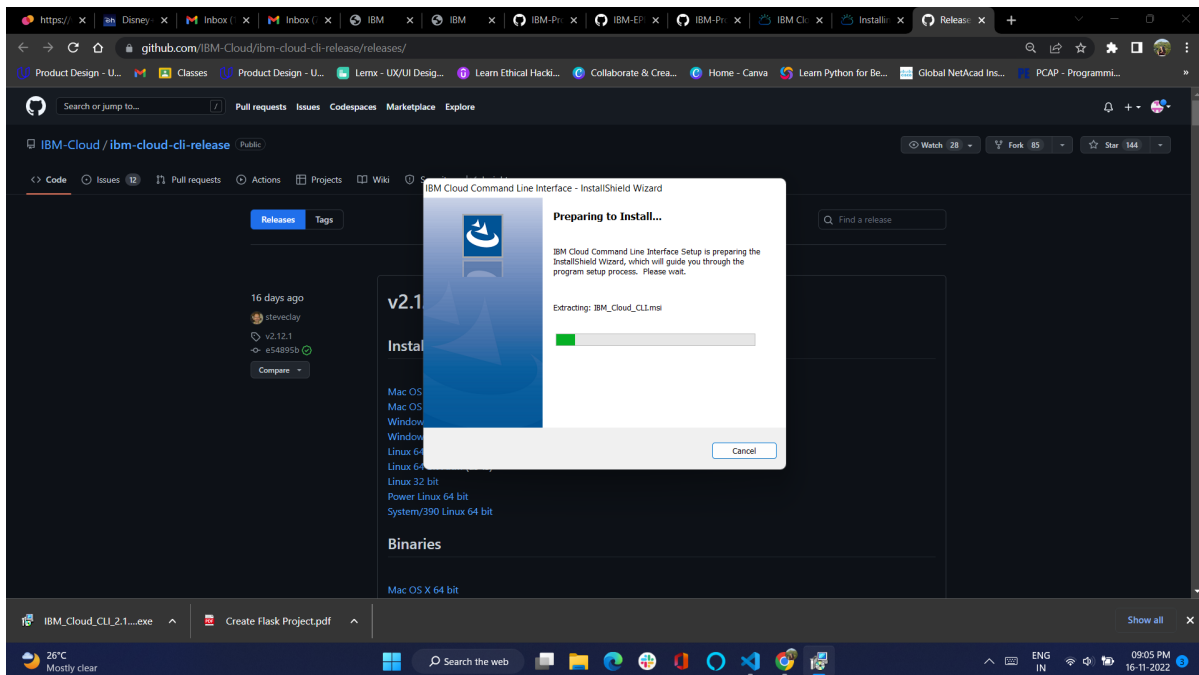 https:/
Disney+
Inbox (
Inbox (
IBM
IBM
IBM-Pro
IBM-EP
IBM-Pro
IBM Clo
Installin
Release
github.com/IBM-Cloud/ibm-cloud-cli-release/releases/
Product Design - U...
Classes
Product Design - U...
Lernx - UX/UI Desig...
Learn Ethical Hacki...
Collaborate & Crea...
Home - Canva
Learn Python for Be...
Global NetAcad Ins...
PCAP - Programmi...
»
Search or jump to...
/
Pull requests Issues Codespaces Marketplace Explore
IBM-Cloud / ibm-cloud-cli-release Public
Watch 28
Fork 85
Star 144
Code
Issues 12
Pull requests
Actions
Projects
Wiki
IBM Cloud Command Line Interface - InstallShield Wizard
Preparing to Install...
IBM Cloud Command Line Interface Setup is preparing the
InstallShield Wizard, which will guide you through the
program setup process. Please wait.
Extracting: IBM_Cloud_CLI.msi
Cancel
Releases Tags
Find a release
16 days ago
steveclay
v2.12.1
e54895b
Compare
v2.1
Instal
Mac OS
Mac OS
Window
Window
Linux 64
Linux 64
Linux 32 bit
Power Linux 64 bit
System/390 Linux 64 bit
Binaries
Mac OS X 64 bit
IBM_Cloud_CLI_2.1....exe
Create Flask Project.pdf
Show all
26°C
Mostly clear
Search the web
ENG
IN
09:05 PM
16-11-2022
3